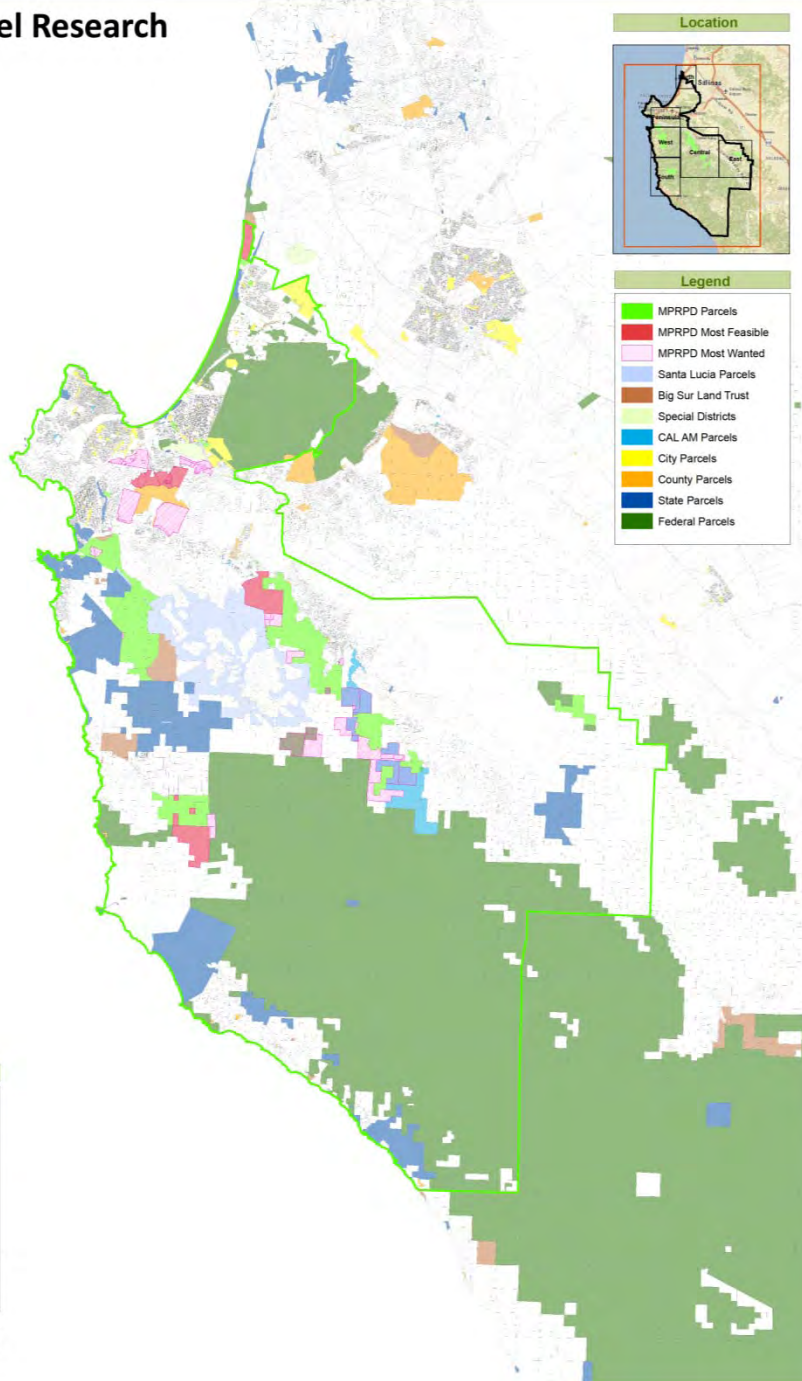 el Research
Location
Salinas
West
Central
East
South
Legend
MPRPD Parcels
MPRPD Most Feasible
MPRPD Most Wanted
Santa Lucia Parcels
Big Sur Land Trust
Special Districts
CAL AM Parcels
City Parcels
County Parcels
State Parcels
Federal Parcels